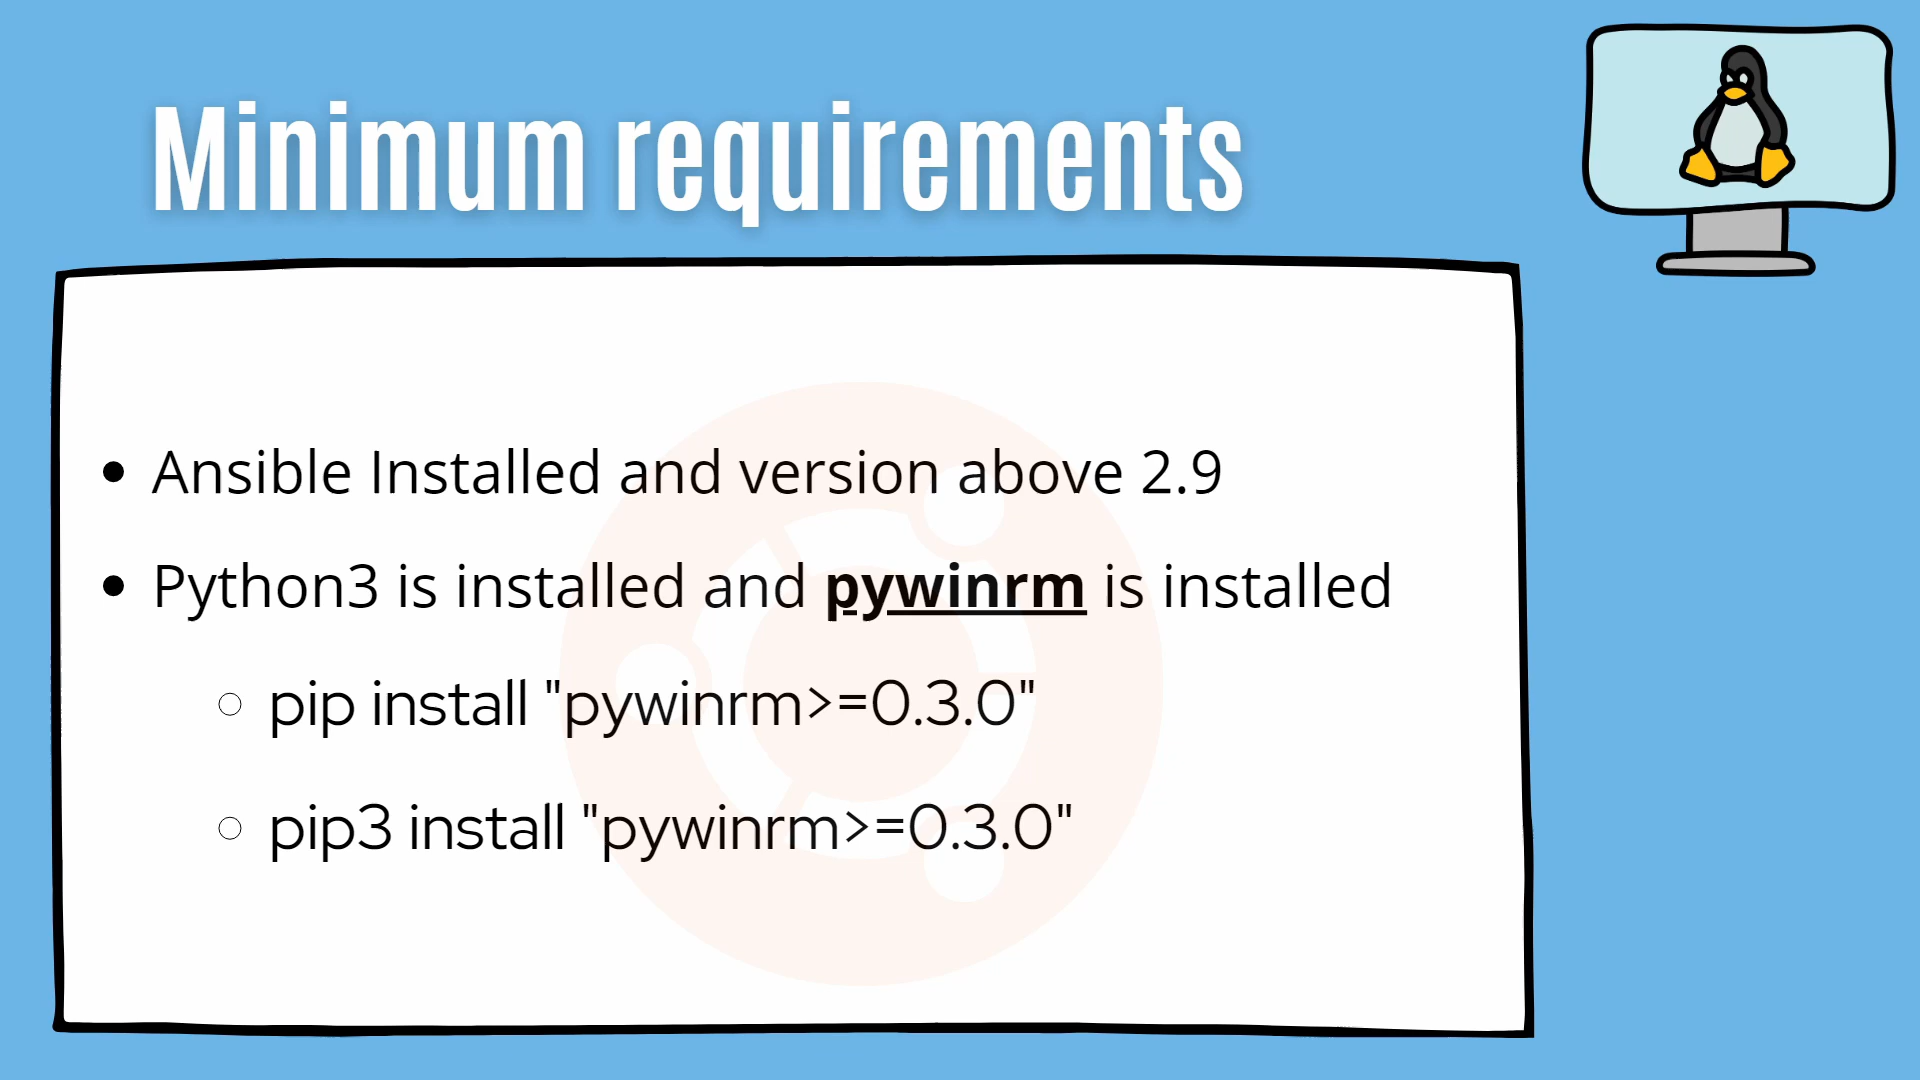 Minimum requirements
Ansible Installed and version above 2.9
Python3 is installed and pywinrm is installed
pip install "pywinrm>=0.3.0"
pip3 install "pywinrm>=0.3.0"